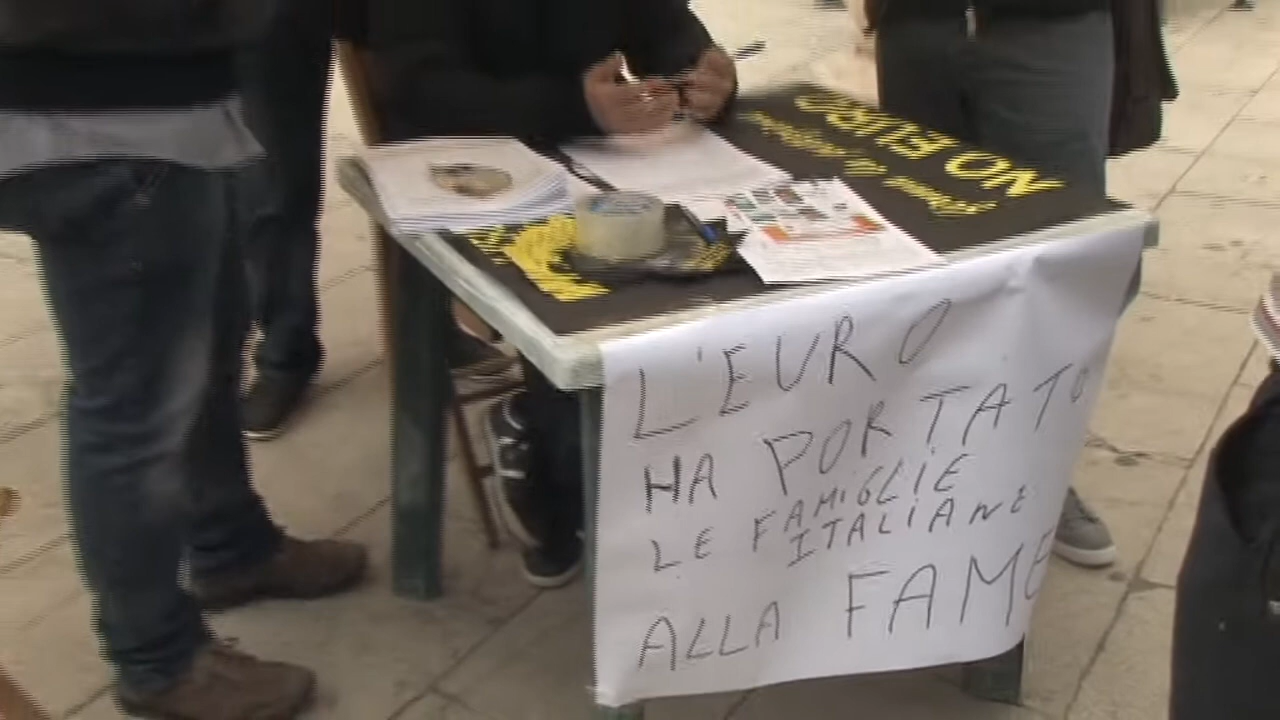 NO EURO
L'EURO
HA PORTATO
LE FAMIGLIE
ITALIANE
ALLA FAME